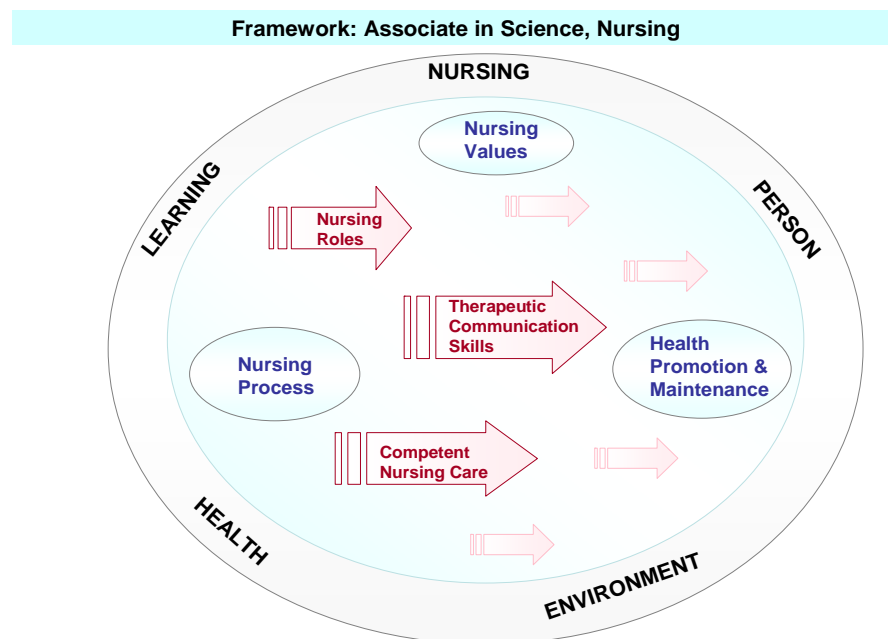 Framework: Associate in Science, Nursing
NURSING
Nursing
Values
LEARNING
PERSON
Nursing
Roles
Therapeutic
Communication
Skills
Nursing
Process
Health
Promotion &
Maintenance
Competent
Nursing Care
HEALTH
ENVIRONMENT